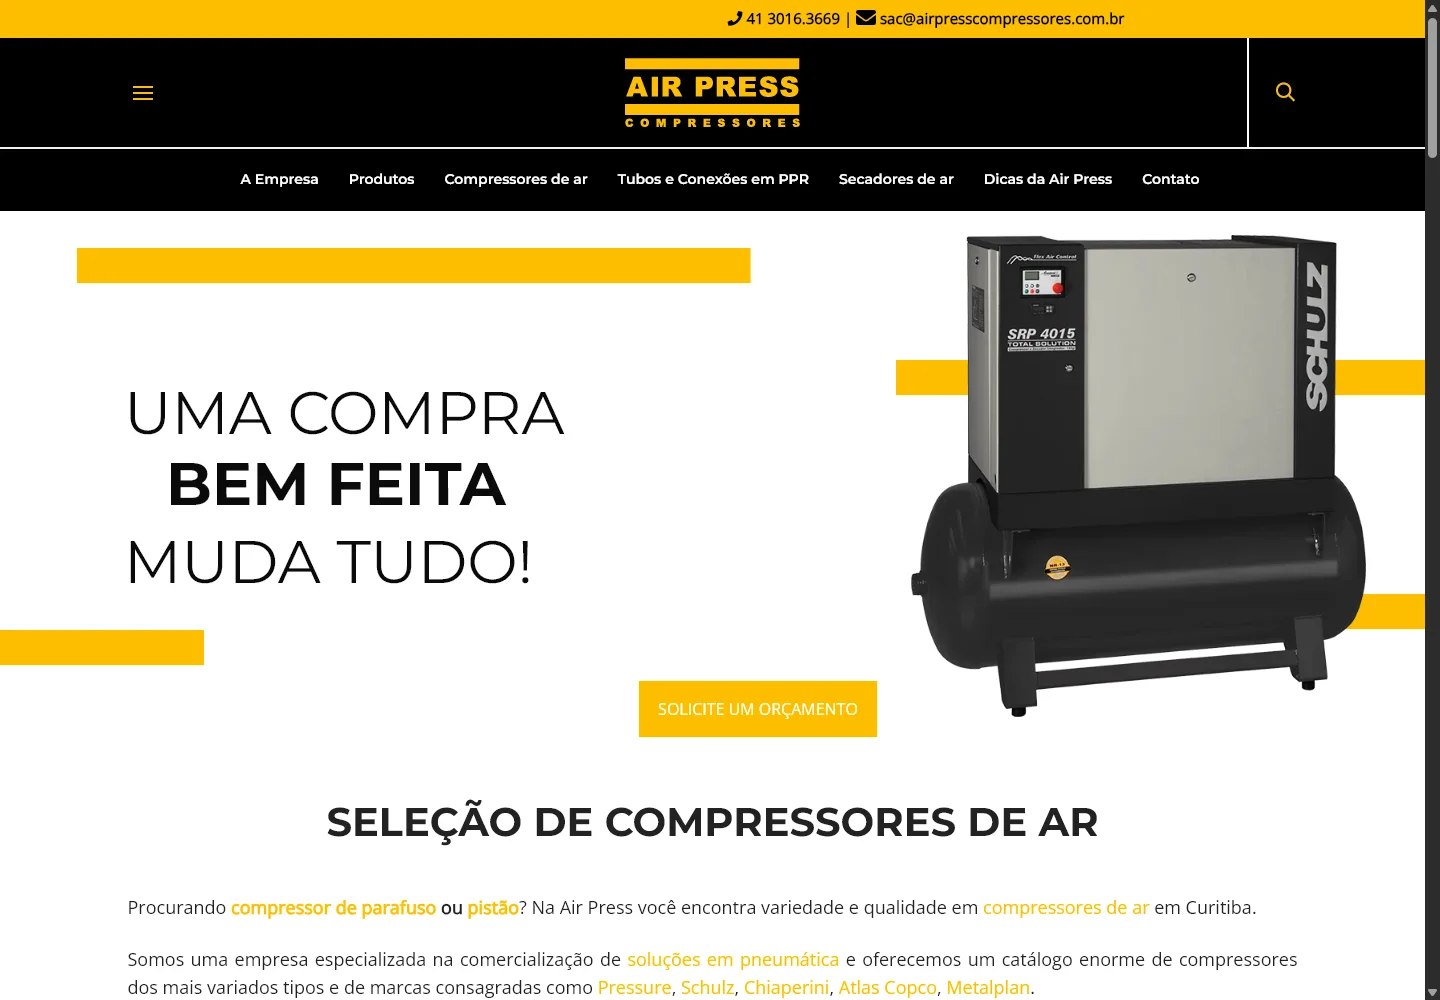 41 3016.3669 | sac@airpresscompressores.com.br
AIR PRESS
COMPRESSORES
A Empresa Produtos Compressores de ar Tubos e Conexões em PPR Secadores de ar Dicas da Air Press Contato
Flex Air Control
SRP 4015
TOTAL SOLUTION
SCHULZ
NR-13
UMA COMPRA
BEM FEITA
MUDA TUDO!
SOLICITE UM ORÇAMENTO
SELEÇÃO DE COMPRESSORES DE AR
Procurando compressor de parafuso ou pistão? Na Air Press você encontra variedade e qualidade em compressores de ar em Curitiba.
Somos uma empresa especializada na comercialização de soluções em pneumática e oferecemos um catálogo enorme de compressores
dos mais variados tipos e de marcas consagradas como Pressure, Schulz, Chiaperini, Atlas Copco, Metalplan.